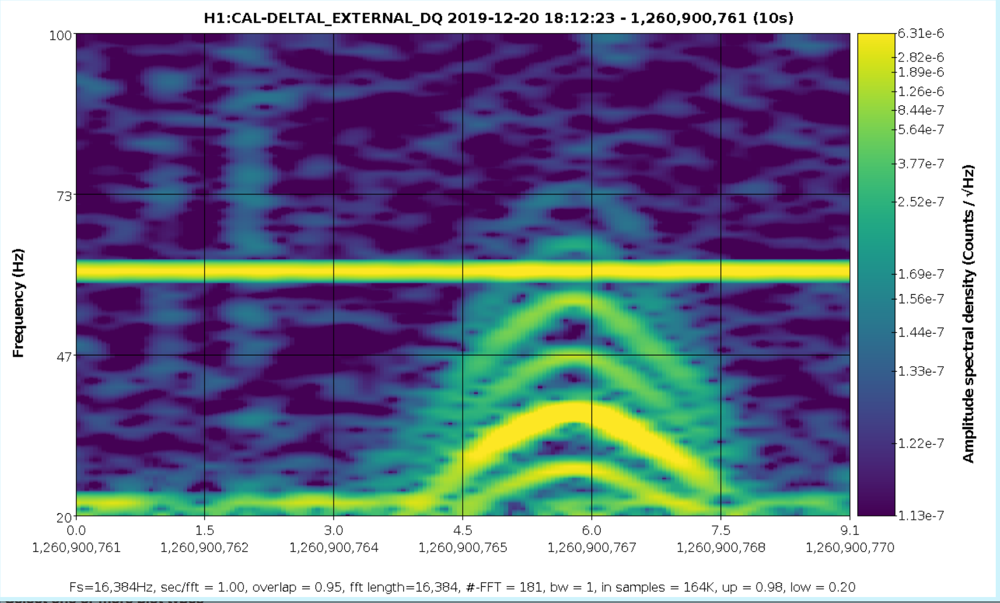 H1:CAL-DELTAL_EXTERNAL_DQ 2019-12-20 18:12:23 - 1,260,900,761 (10s)
Frequency (Hz)
100
73
47
20
0.0 1.5 3.0 4.5 6.0 7.5 9.1
1,260,900,761 1,260,900,762 1,260,900,764 1,260,900,765 1,260,900,767 1,260,900,768 1,260,900,770
6.31e-6
2.82e-6
1.89e-6
1.26e-6
8.44e-7
5.64e-7
3.77e-7
2.52e-7
1.69e-7
1.56e-7
1.44e-7
1.33e-7
1.22e-7
1.13e-7
Amplitude spectral density (Counts / √Hz)
Fs=16,384Hz, sec/fft = 1.00, overlap = 0.95, fft length=16,384, #-FFT = 181, bw = 1, in samples = 164K, up = 0.98, low = 0.20